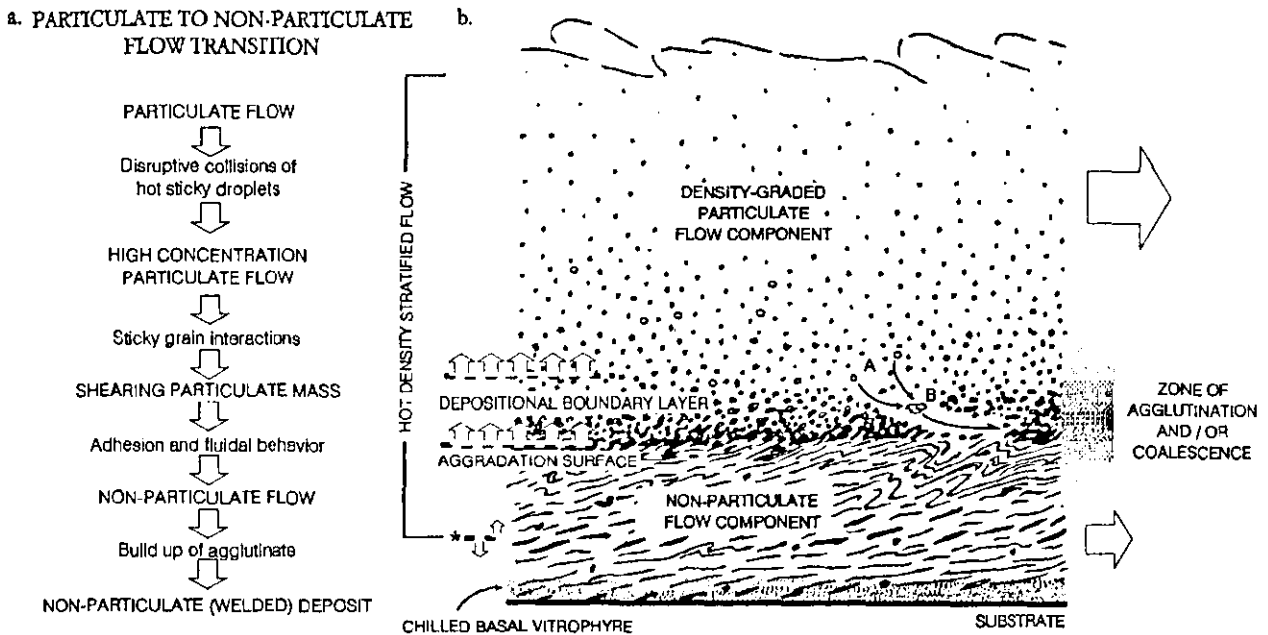 a. PARTICULATE TO NON-PARTICULATE
FLOW TRANSITION
PARTICULATE FLOW
Disruptive collisions of
hot sticky droplets
HIGH CONCENTRATION
PARTICULATE FLOW
Sticky grain interactions
SHEARING PARTICULATE MASS
Adhesion and fluidal behavior
NON-PARTICULATE FLOW
Build up of agglutinate
NON-PARTICULATE (WELDED) DEPOSIT
b.
HOT DENSITY STRATIFIED FLOW
DENSITY-GRADED
PARTICULATE
FLOW COMPONENT
A
B
DEPOSITIONAL BOUNDARY LAYER
AGGRADATION SURFACE
ZONE OF
AGGLUTINATION
AND / OR
COALESCENCE
NON-PARTICULATE
FLOW COMPONENT
*
CHILLED BASAL VITROPHYRE
SUBSTRATE